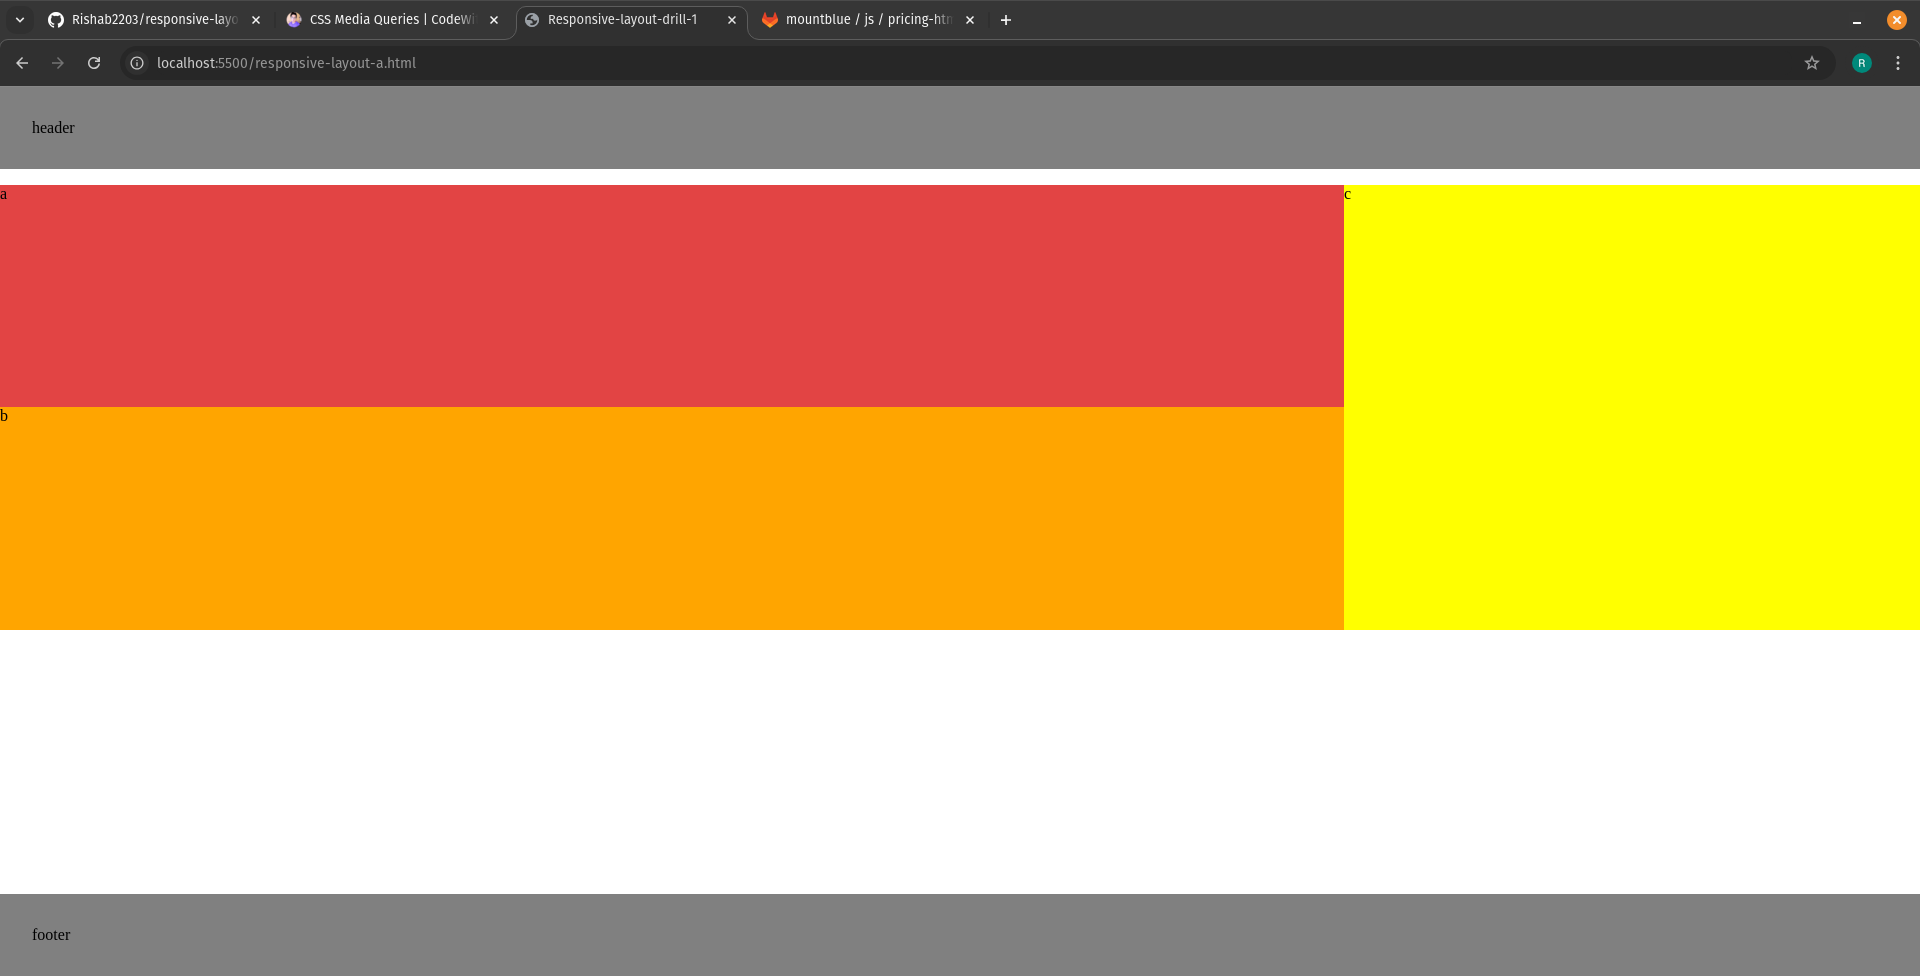 Rishab2203/responsive-layo
CSS Media Queries | CodeWi
Responsive-layout-drill-1
mountblue / js / pricing-htm
localhost:5500/responsive-layout-a.html
R
header
a
c
b
footer